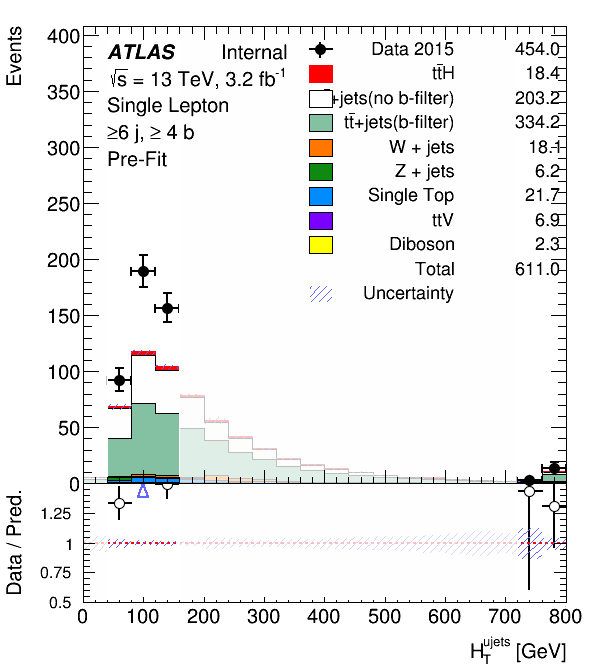 Events
ATLAS Internal
√s = 13 TeV, 3.2 fb⁻¹
Single Lepton
≥6 j, ≥ 4 b
Pre-Fit
Data 2015 454.0
tt̄H 18.4
+jets(no b-filter) 203.2
tt̄+jets(b-filter) 334.2
W + jets 18.1
Z + jets 6.2
Single Top 21.7
ttV 6.9
Diboson 2.3
Total 611.0
Uncertainty
400
350
300
250
200
150
100
50
0
Data / Pred.
1.25
1
0.75
0.5
0 100 200 300 400 500 600 700 800
H_T^ujets [GeV]